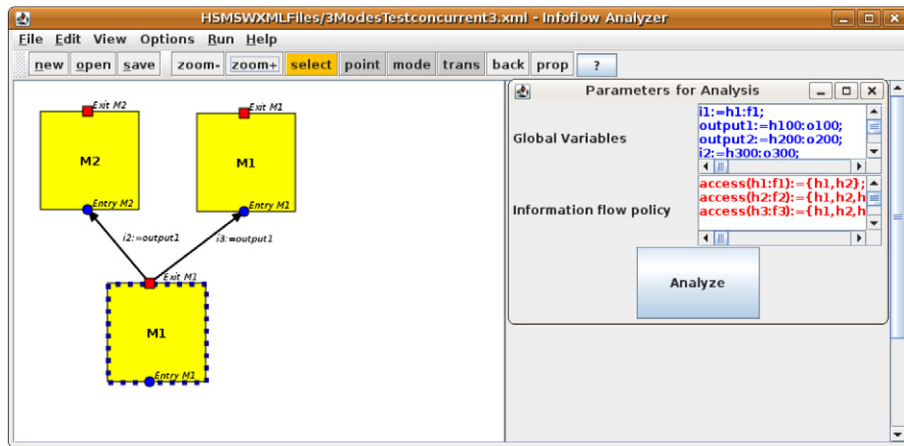 HSMSWXMLFiles/3ModesTestconcurrent3.xml - Infoflow Analyzer
File Edit View Options Run Help
new open save zoom- zoom+ select point mode trans back prop ?
Exit M2
M2
Entry M2
Exit M1
M1
Entry M1
i2:=output1
i3:=output1
Exit M1
M1
Entry M1
Parameters for Analysis
Global Variables
i1:=h1:f1;
output1:=h100:o100;
output2:=h200:o200;
i2:=h300:o300;
Information flow policy
access(h1:f1):={h1,h2};
access(h2:f2):={h1,h2,h
access(h3:f3):={h1,h2,h
Analyze